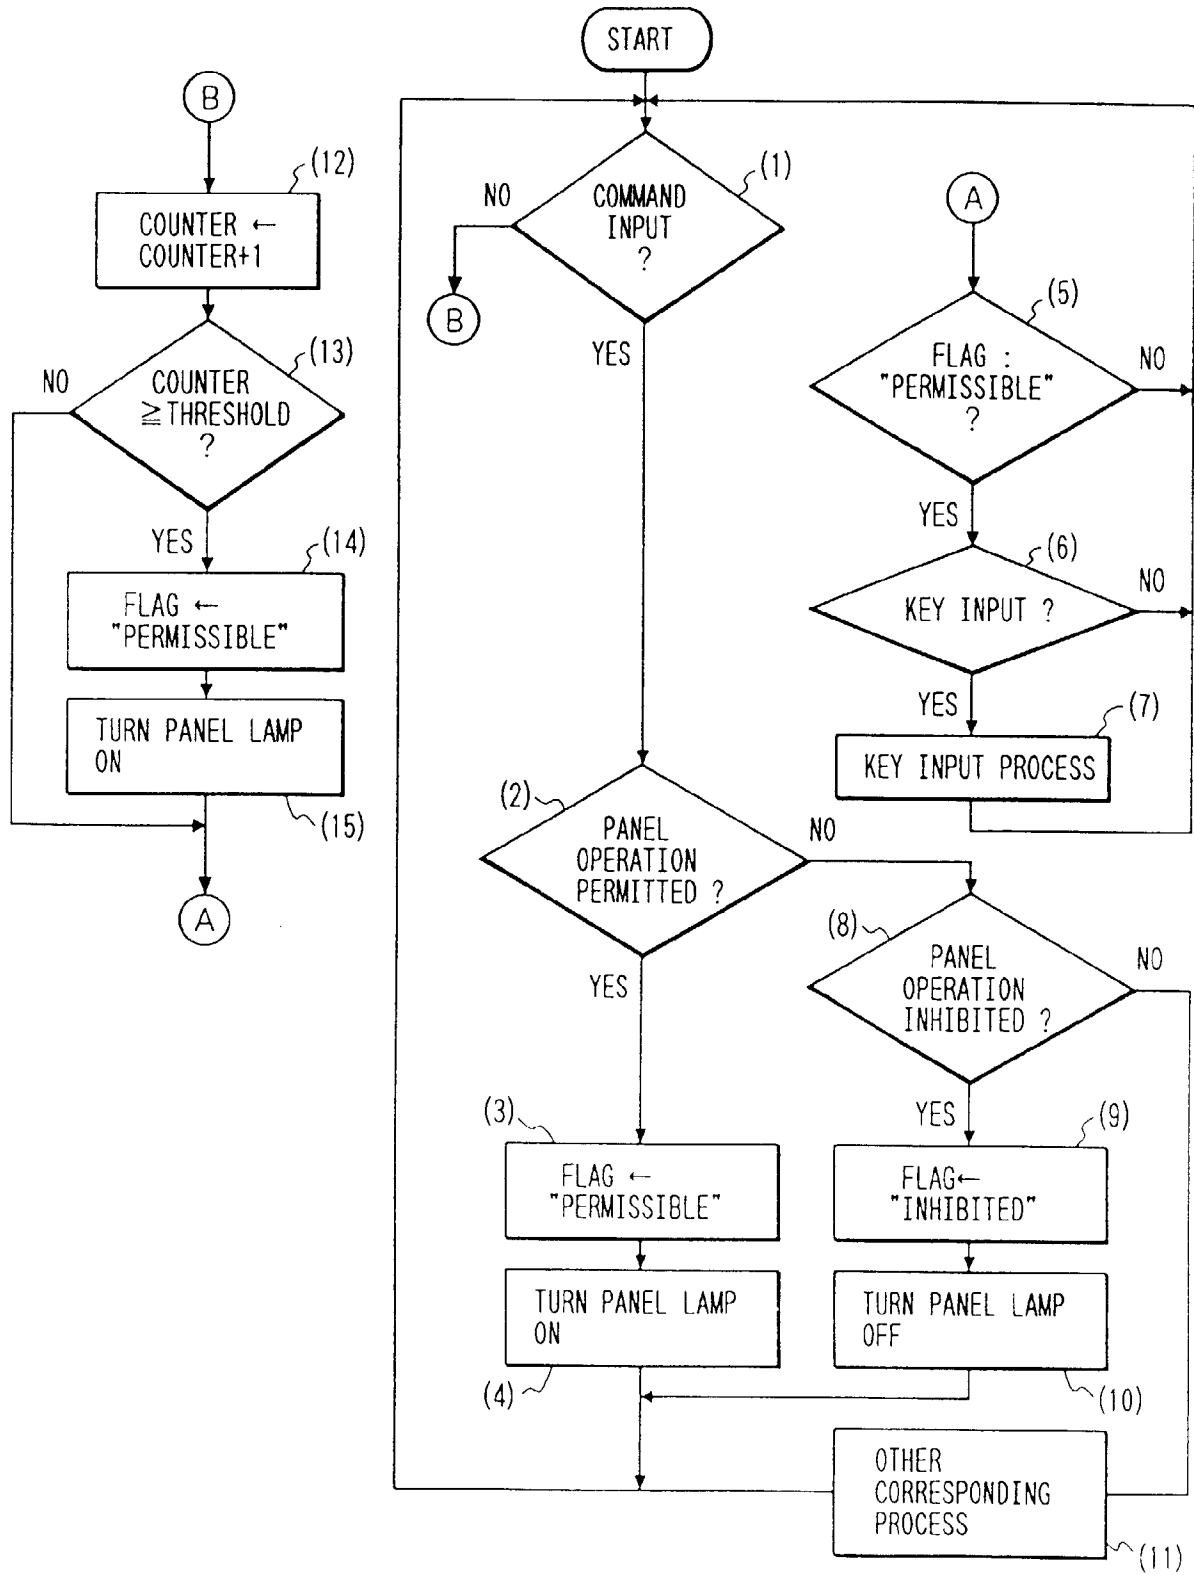 START
B
(12)
COUNTER ←
COUNTER+1
(13)
NO
COUNTER
≧THRESHOLD
?
YES
(14)
FLAG ←
"PERMISSIBLE"
TURN PANEL LAMP
ON
(15)
A
(1)
NO
COMMAND
INPUT
?
B
YES
A
(5)
FLAG :
"PERMISSIBLE"
?
NO
YES
(6)
KEY INPUT ?
NO
YES
(7)
KEY INPUT PROCESS
(2)
PANEL
OPERATION
PERMITTED ?
NO
YES
(8)
PANEL
OPERATION
INHIBITED ?
NO
YES
(3)
FLAG ←
"PERMISSIBLE"
TURN PANEL LAMP
ON
(4)
(9)
FLAG←
"INHIBITED"
TURN PANEL LAMP
OFF
(10)
OTHER
CORRESPONDING
PROCESS
(11)